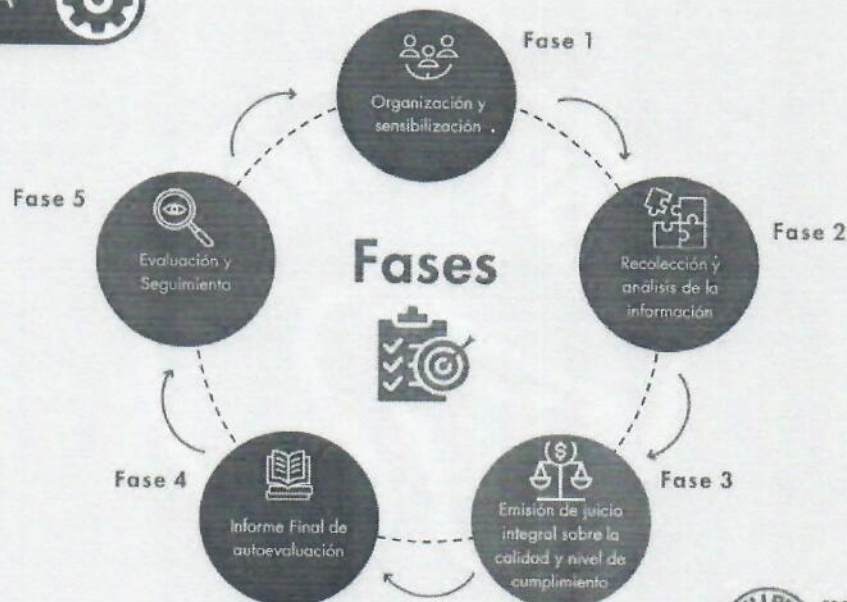 Fase 1
Organización y
sensibilización
Fase 2
Recolección y
análisis de la
información
Fase 3
Emisión de juicio
integral sobre la
calidad y nivel de
cumplimiento
Fase 4
Informe Final de
autoevaluación
Fase 5
Evaluación y
Seguimiento
Fases